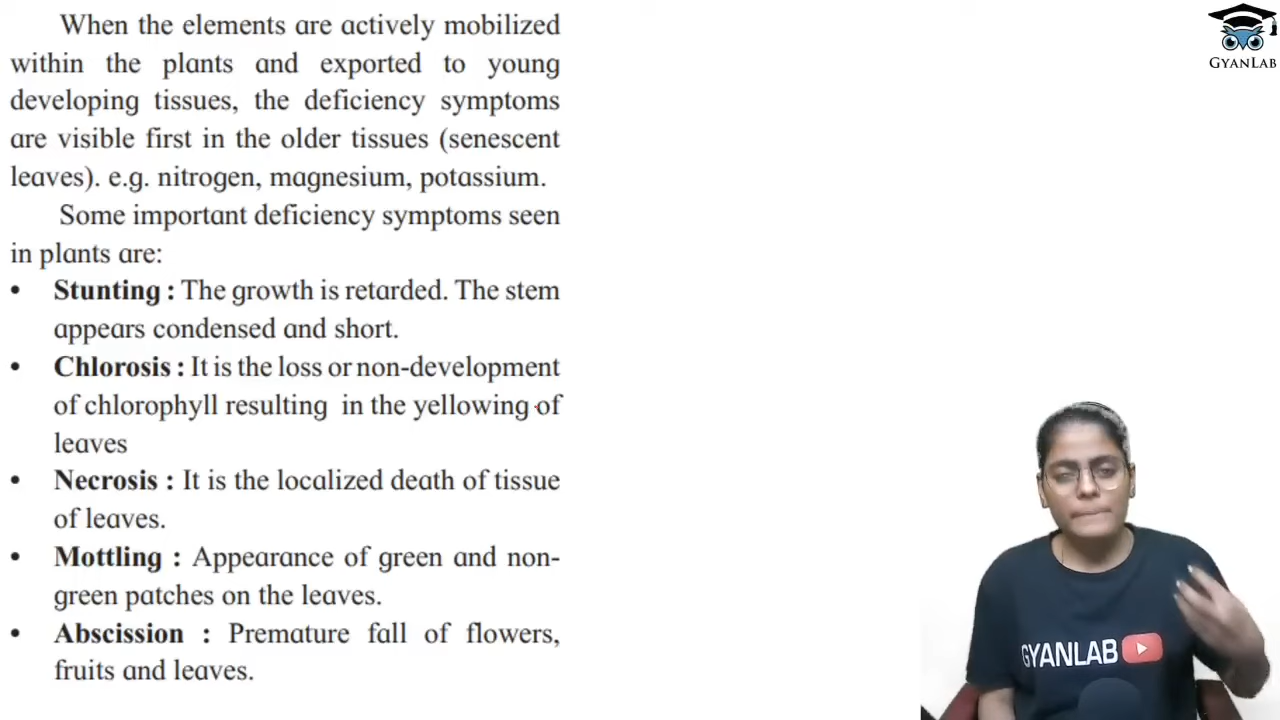 When the elements are actively mobilized
within the plants and exported to young
developing tissues, the deficiency symptoms
are visible first in the older tissues (senescent
leaves). e.g. nitrogen, magnesium, potassium.
Some important deficiency symptoms seen
in plants are:
• Stunting : The growth is retarded. The stem
appears condensed and short.
• Chlorosis : It is the loss or non-development
of chlorophyll resulting in the yellowing of
leaves
• Necrosis : It is the localized death of tissue
of leaves.
• Mottling : Appearance of green and non-
green patches on the leaves.
• Abscission : Premature fall of flowers,
fruits and leaves.
GYANLAB
GYANLAB